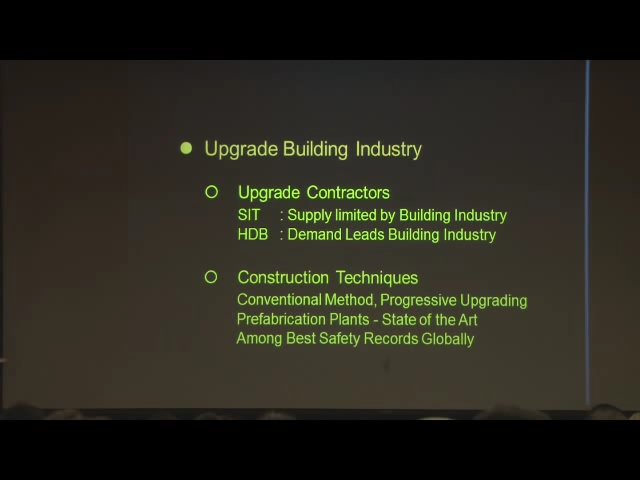 Upgrade Building Industry
Upgrade Contractors
SIT : Supply limited by Building Industry
HDB : Demand Leads Building Industry
Construction Techniques
Conventional Method, Progressive Upgrading
Prefabrication Plants - State of the Art
Among Best Safety Records Globally